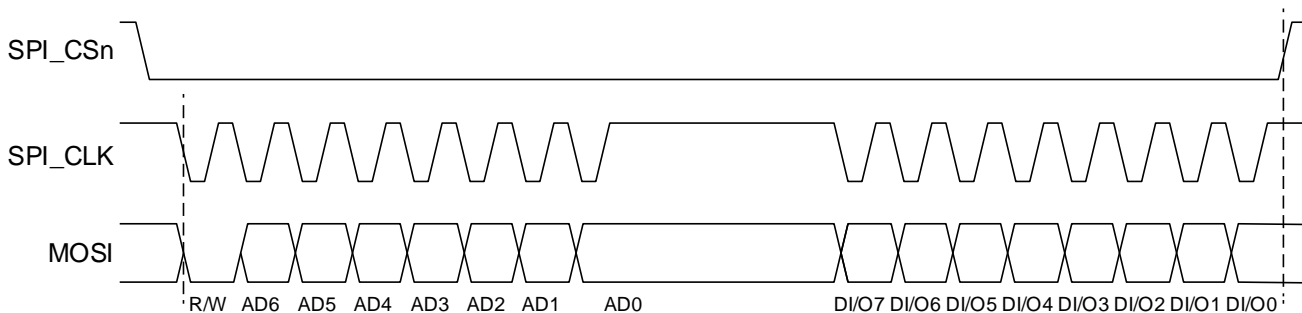 SPI_CSn
SPI_CLK
MOSI
R/W AD6 AD5 AD4 AD3 AD2 AD1 AD0 DI/O7 DI/O6 DI/O5 DI/O4 DI/O3 DI/O2 DI/O1 DI/O0